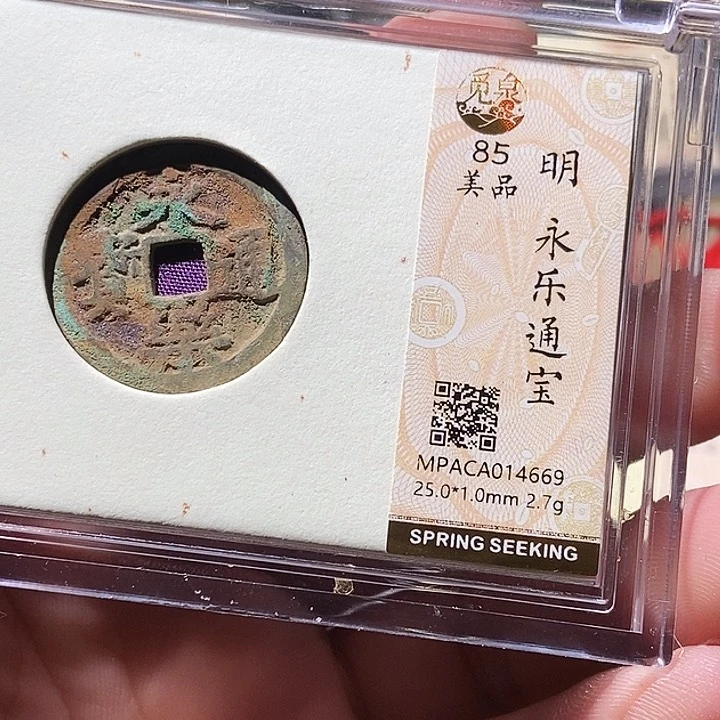 觅泉
85
美品
明
永乐通宝
MPACA014669
25.0*1.0mm 2.7g
SPRING SEEKING
永樂通寳